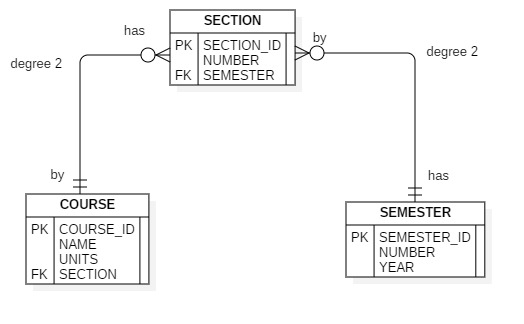 has
SECTION
PK SECTION_ID
NUMBER
FK SEMESTER
by
degree 2
degree 2
by
has
COURSE
PK COURSE_ID
NAME
UNITS
FK SECTION
SEMESTER
PK SEMESTER_ID
NUMBER
YEAR